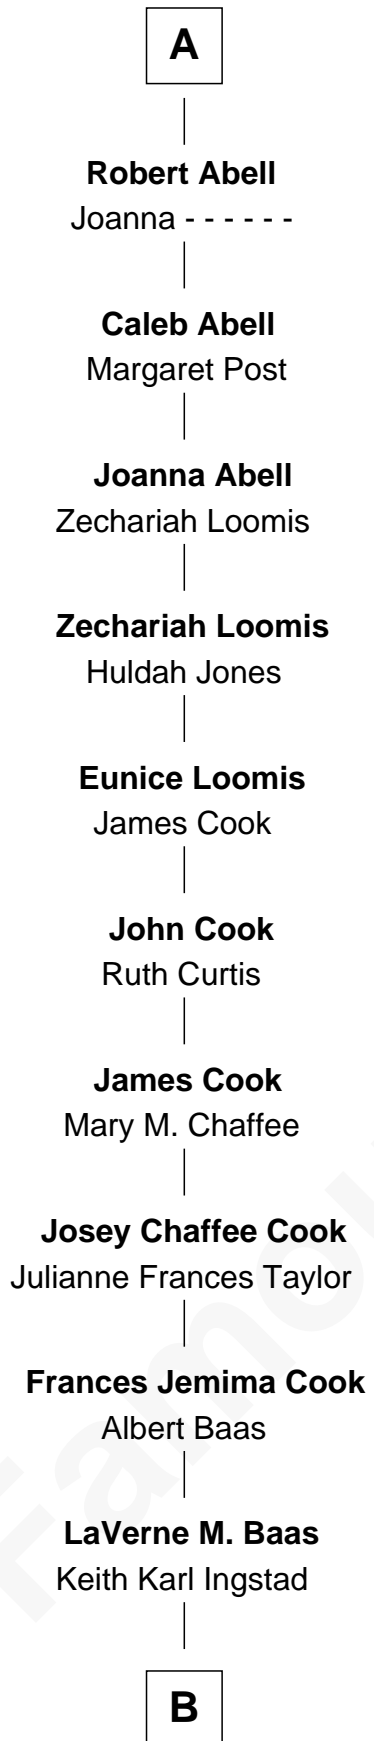 A
Robert Abell
Joanna - - - - - -
Caleb Abell
Margaret Post
Joanna Abell
Zechariah Loomis
Zechariah Loomis
Huldah Jones
Eunice Loomis
James Cook
John Cook
Ruth Curtis
James Cook
Mary M. Chaffee
Josey Chaffee Cook
Julianne Frances Taylor
Frances Jemima Cook
Albert Baas
LaVerne M. Baas
Keith Karl Ingstad
B
Famou